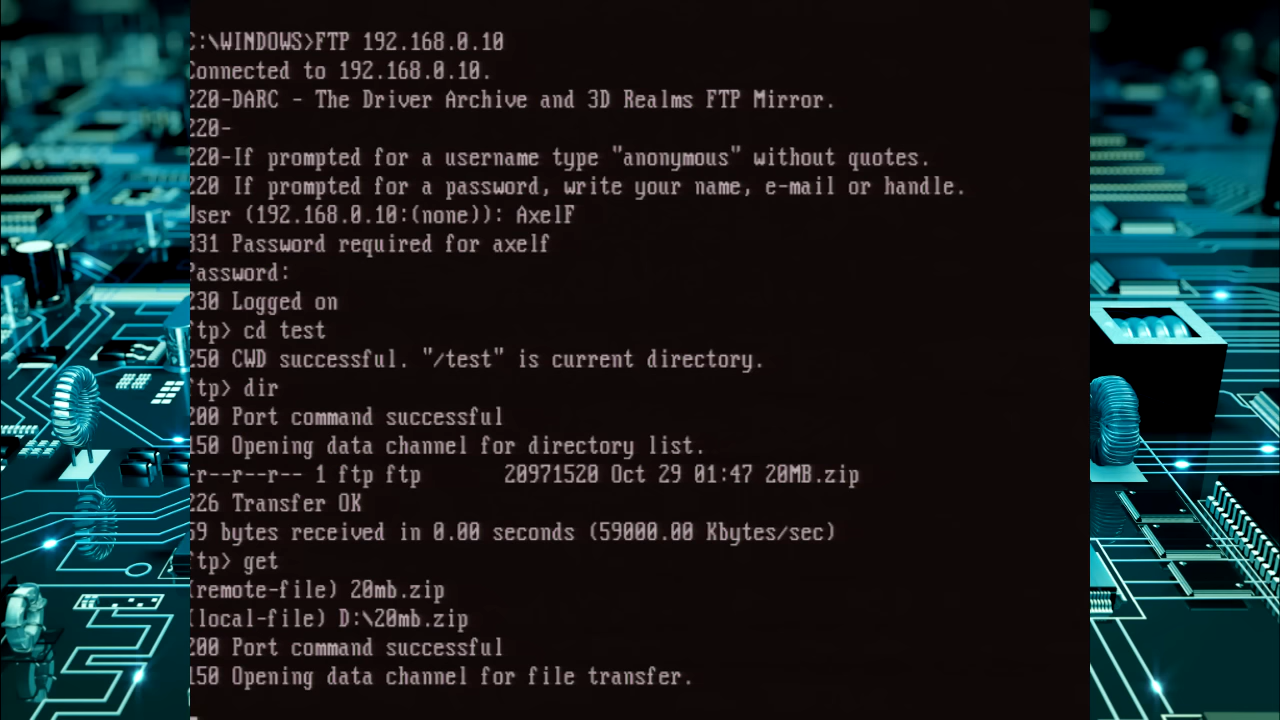 C:\WINDOWS>FTP 192.168.0.10
Connected to 192.168.0.10.
220-DARC - The Driver Archive and 3D Realms FTP Mirror.
220-
220-If prompted for a username type "anonymous" without quotes.
220 If prompted for a password, write your name, e-mail or handle.
User (192.168.0.10:(none)): AxelF
331 Password required for axelf
Password:
230 Logged on
ftp> cd test
250 CWD successful. "/test" is current directory.
ftp> dir
200 Port command successful
150 Opening data channel for directory list.
-r--r--r-- 1 ftp ftp       20971520 Oct 29 01:47 20MB.zip
226 Transfer OK
59 bytes received in 0.00 seconds (59000.00 Kbytes/sec)
ftp> get
(remote-file) 20mb.zip
(local-file) D:\20mb.zip
200 Port command successful
150 Opening data channel for file transfer.